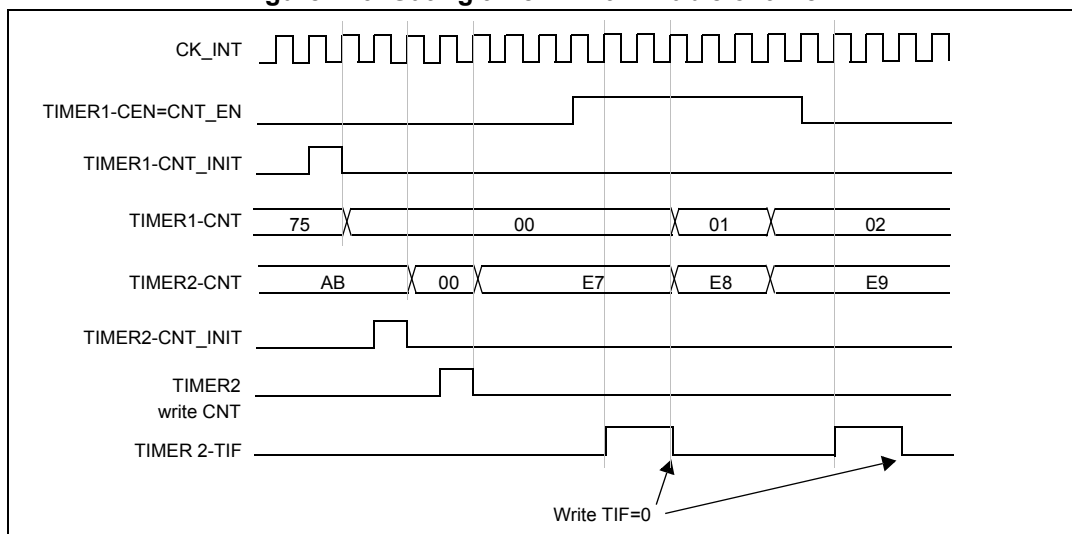 CK_INT
TIMER1-CEN=CNT_EN
TIMER1-CNT_INIT
TIMER1-CNT 75 00 01 02
TIMER2-CNT AB 00 E7 E8 E9
TIMER2-CNT_INIT
TIMER2
write CNT
TIMER 2-TIF
Write TIF=0